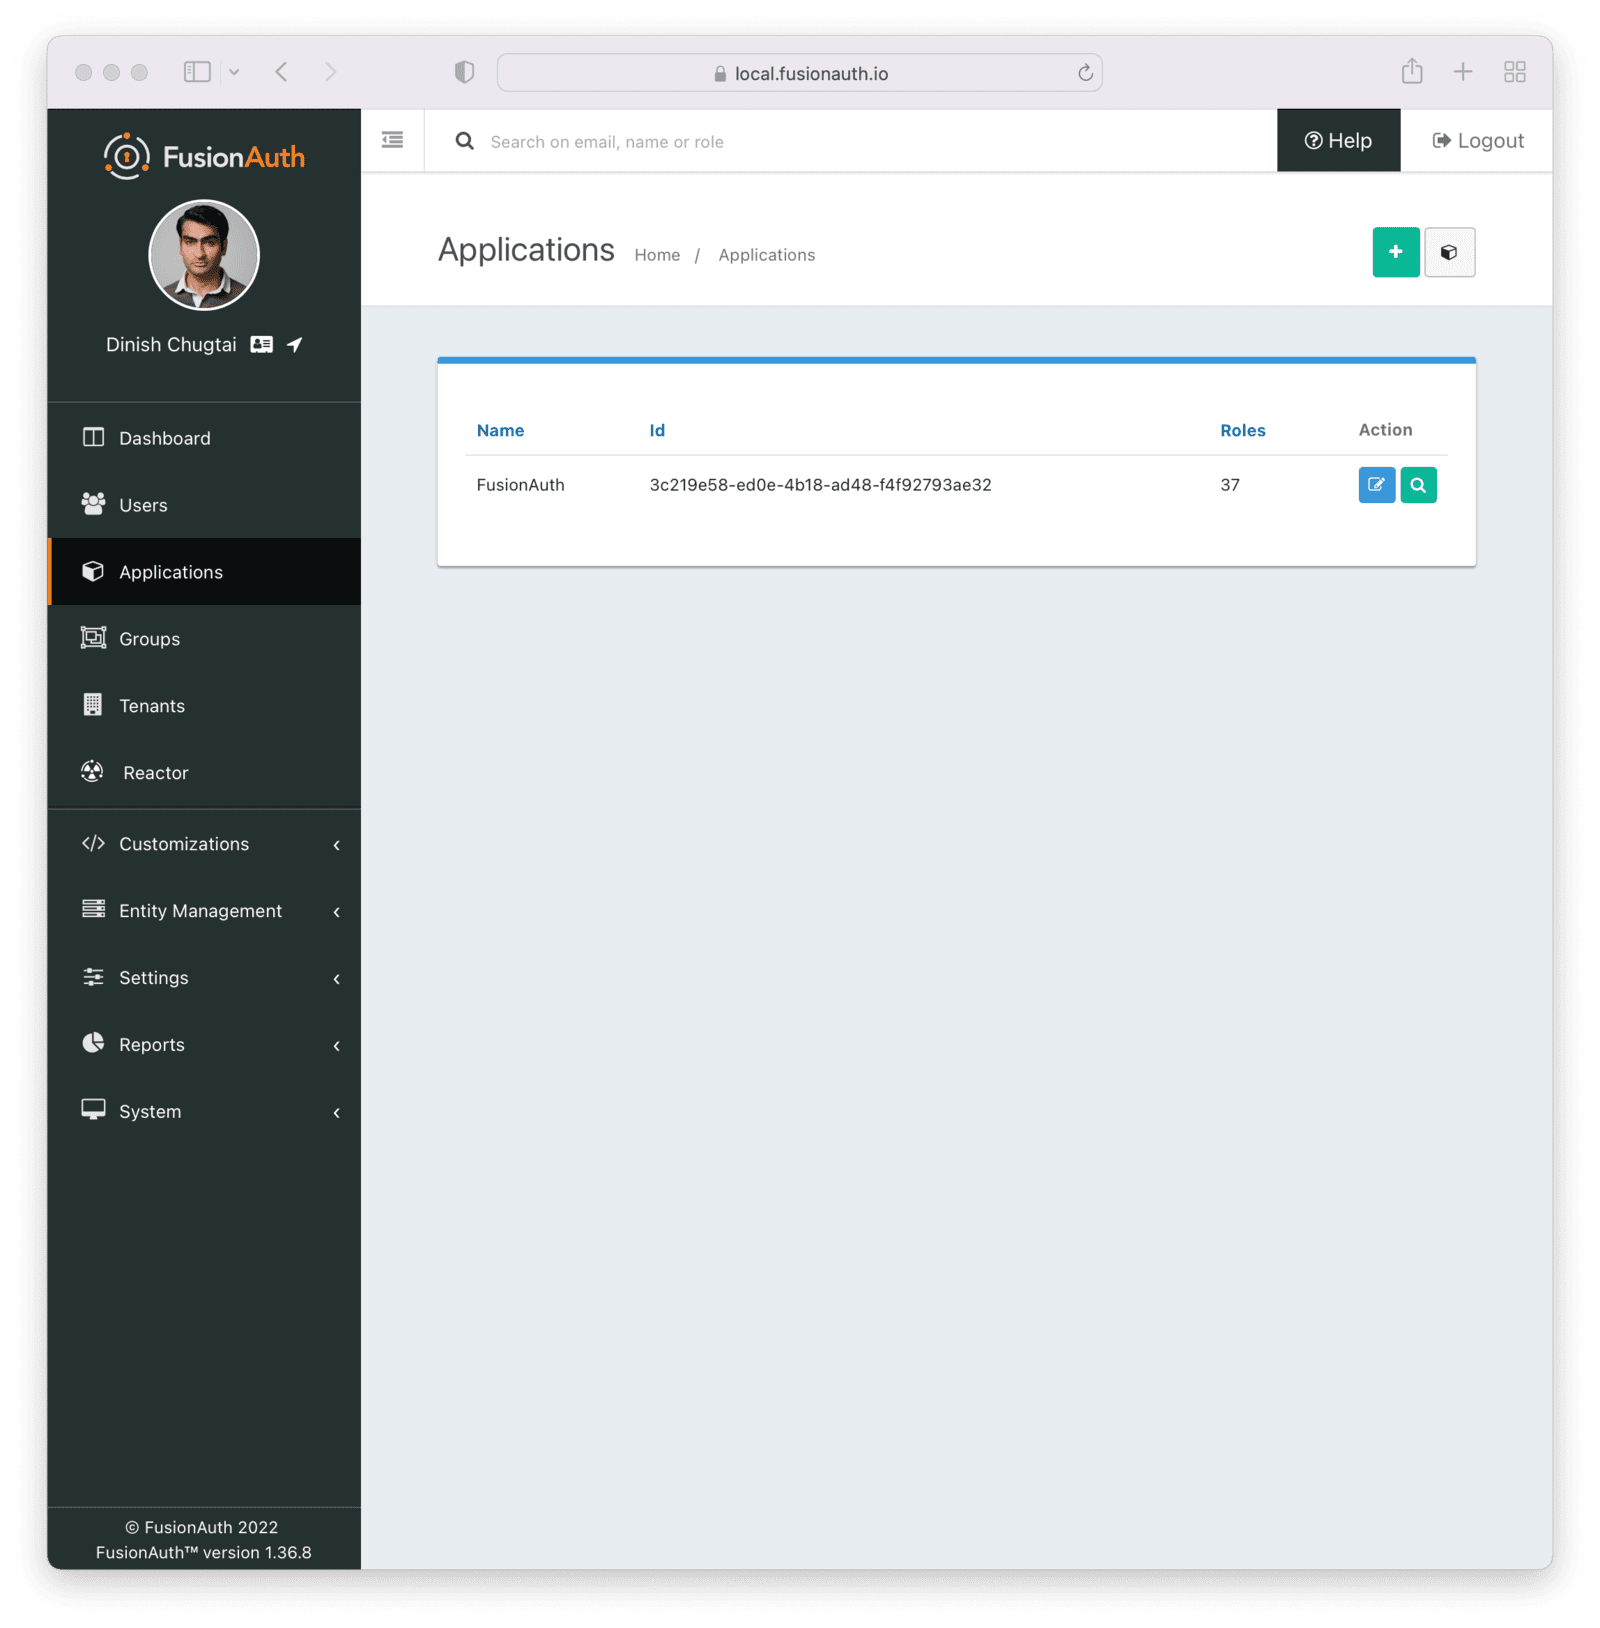 local.fusionauth.io
FusionAuth
Search on email, name or role
Help
Logout
Dinish Chugtai
Applications Home / Applications
Dashboard
Users
Applications
Groups
Tenants
Reactor
Customizations
Entity Management
Settings
Reports
System
Name Id Roles Action
FusionAuth 3c219e58-ed0e-4b18-ad48-f4f92793ae32 37
© FusionAuth 2022
FusionAuth™ version 1.36.8